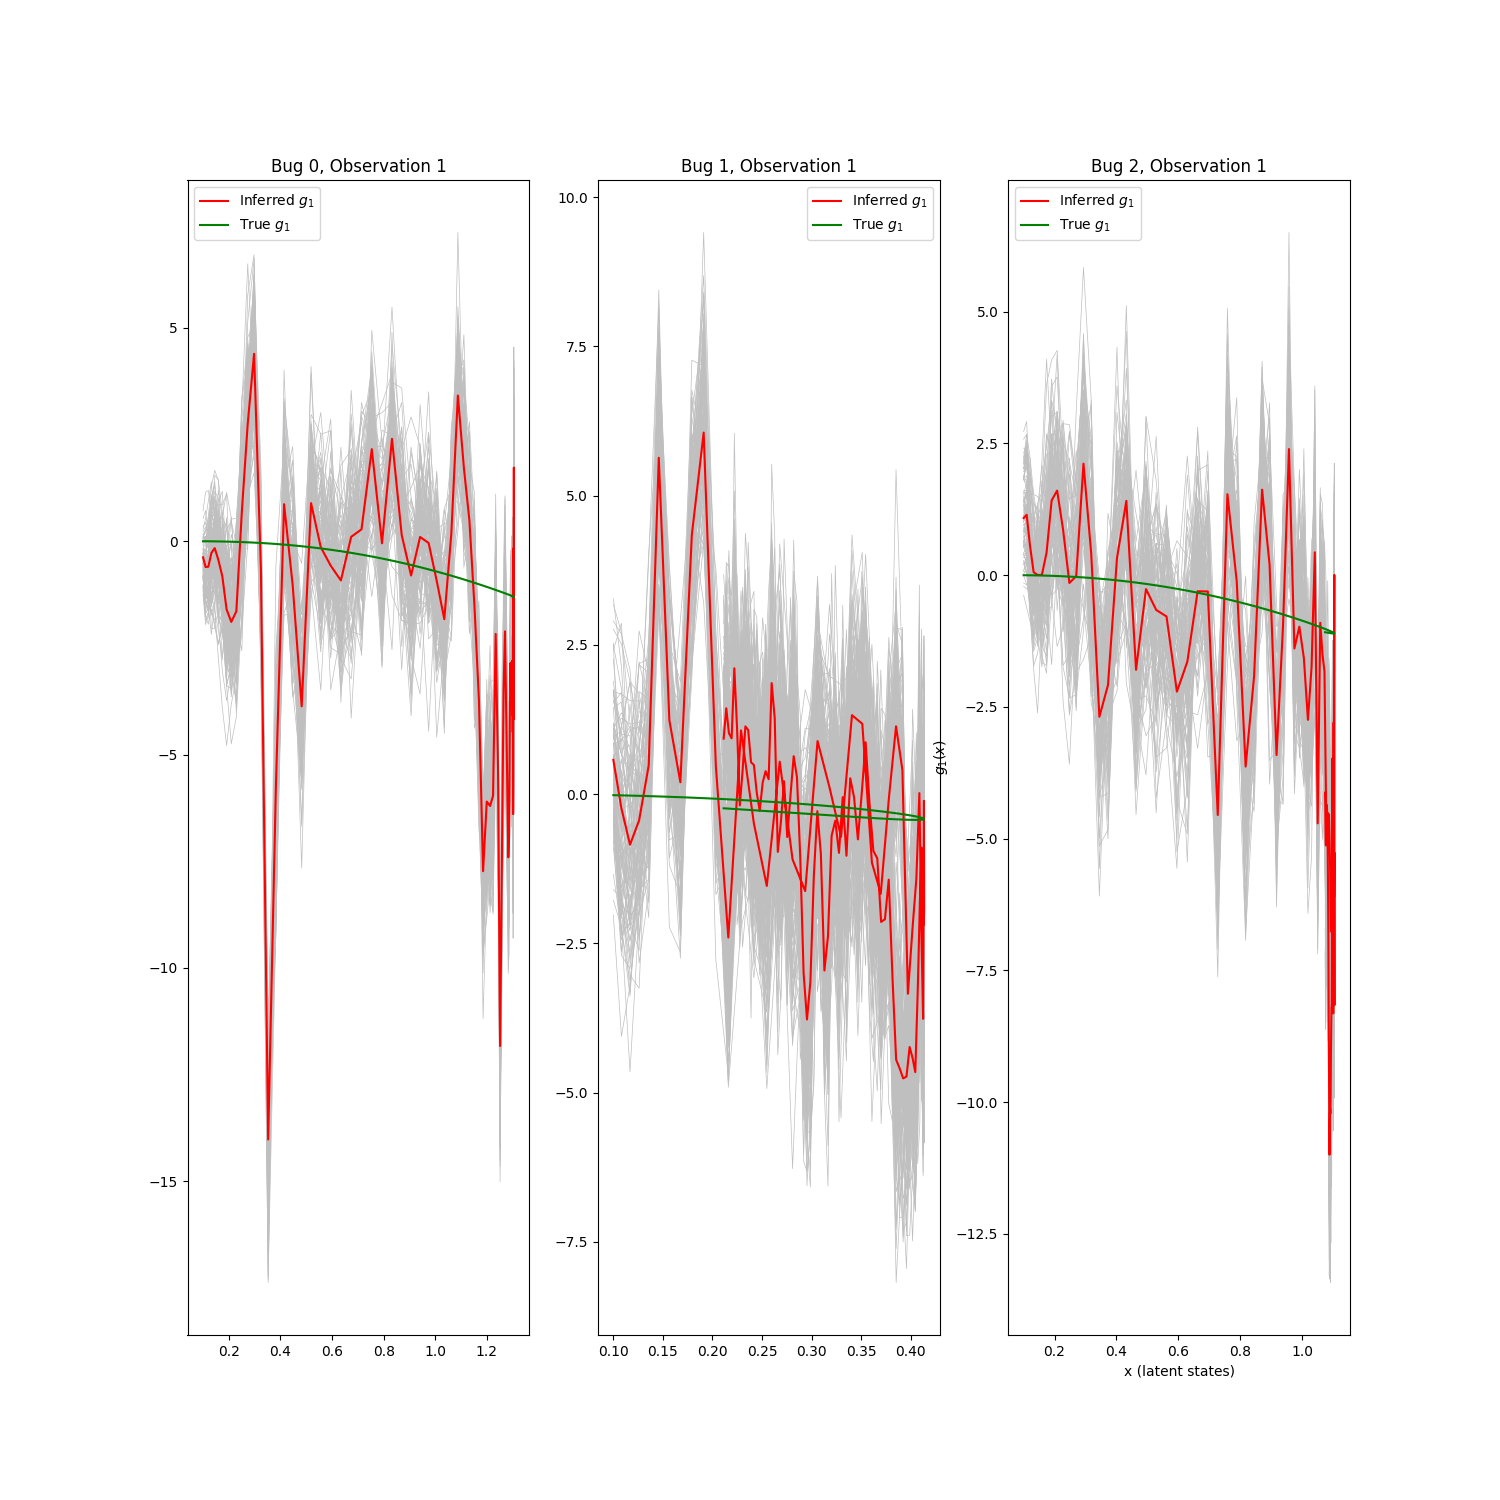 Bug 0, Observation 1
Inferred g₁
True g₁
5
0
−5
−10
−15
0.2 0.4 0.6 0.8 1.0 1.2
Bug 1, Observation 1
Inferred g₁
True g₁
10.0
7.5
5.0
2.5
0.0
−2.5
−5.0
−7.5
0.10 0.15 0.20 0.25 0.30 0.35 0.40
Bug 2, Observation 1
Inferred g₁
True g₁
g₁(x)
5.0
2.5
0.0
−2.5
−5.0
−7.5
−10.0
−12.5
0.2 0.4 0.6 0.8 1.0
x (latent states)